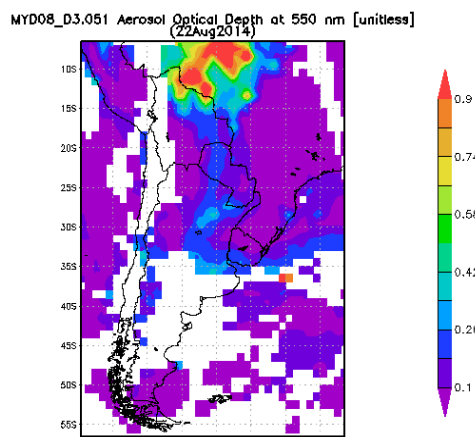 MYD08_D3.051 Aerosol Optical Depth at 550 nm [unitless]
(22Aug2014)
10S
15S
20S
25S
30S
35S
40S
45S
50S
55S
0.9
0.74
0.58
0.42
0.26
0.1